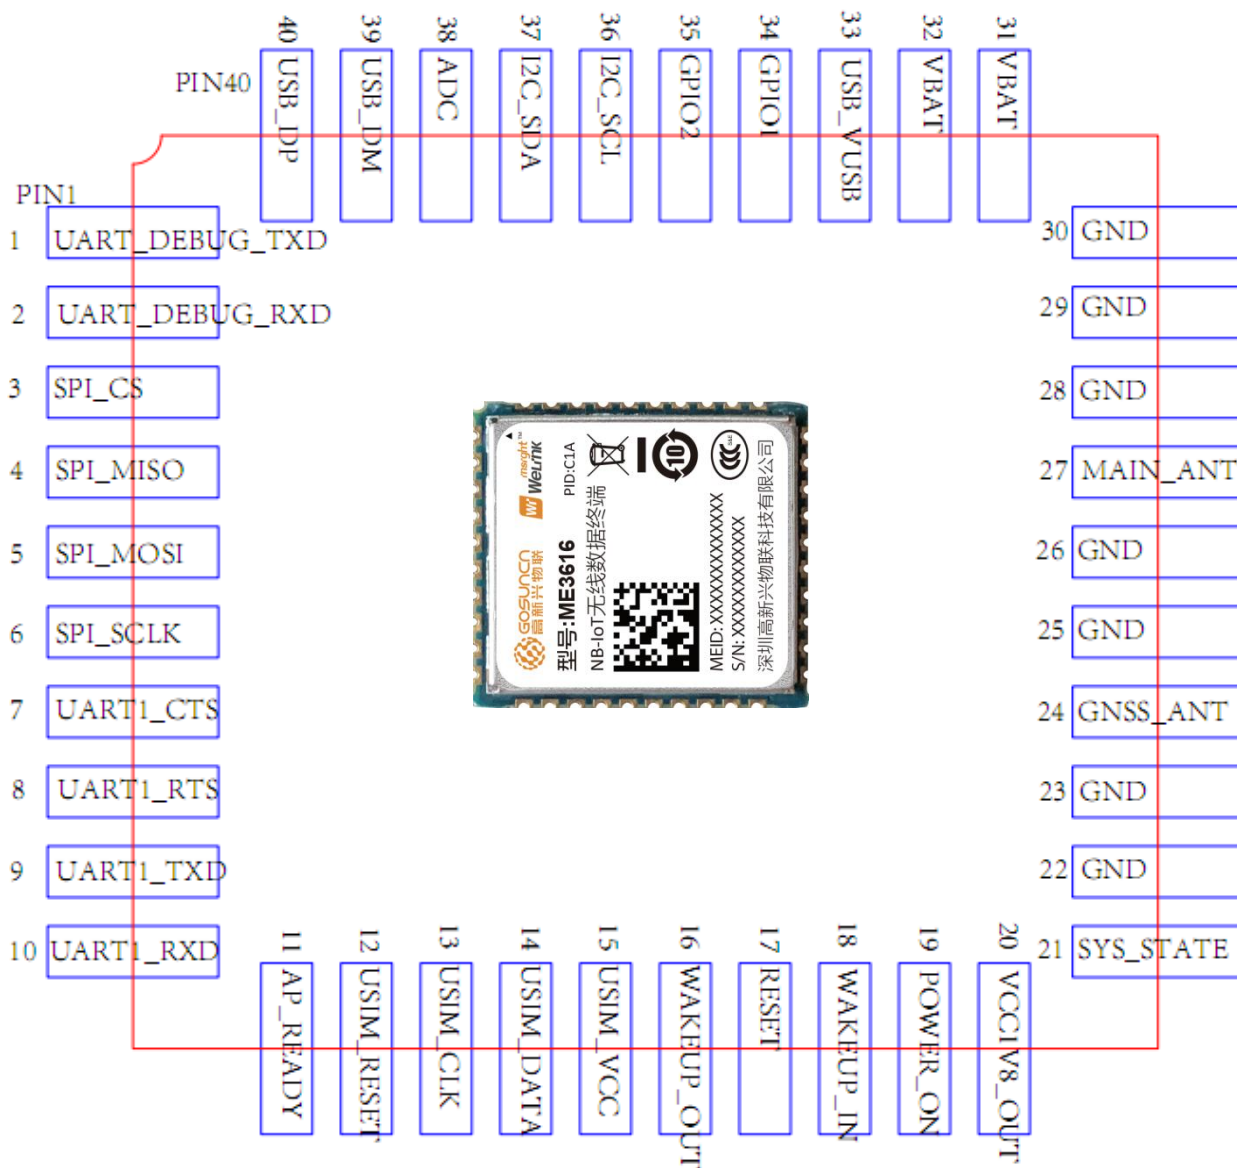 40 USB_DP
39 USB_DM
38 ADC
37 I2C_SDA
36 I2C_SCL
35 GPIO2
34 GPIO1
33 USB_VUSB
32 VBAT
31 VBAT
PIN40
PIN1
1 UART_DEBUG_TXD
2 UART_DEBUG_RXD
3 SPI_CS
4 SPI_MISO
5 SPI_MOSI
6 SPI_SCLK
7 UART1_CTS
8 UART1_RTS
9 UART1_TXD
10 UART1_RXD
GOSUNCN
高新兴物联
WeLink
型号:ME3616
PID:C1A
NB-IoT无线数据终端
10
MEID: XXXXXXXXXXXXXX
S/N: XXXXXXXXXXXX
深圳高新兴物联科技有限公司
11 AP_READY
12 USIM_RESET
13 USIM_CLK
14 USIM_DATA
15 USIM_VCC
16 WAKEUP_OUT
17 RESET
18 WAKEUP_IN
19 POWER_ON
20 VCC1V8_OUT
30 GND
29 GND
28 GND
27 MAIN_ANT
26 GND
25 GND
24 GNSS_ANT
23 GND
22 GND
21 SYS_STATE